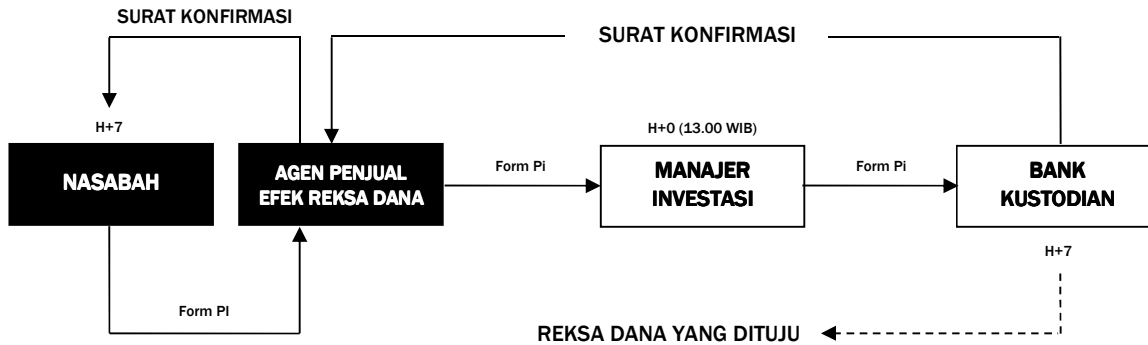 SURAT KONFIRMASI
SURAT KONFIRMASI
H+7
H+0 (13.00 WIB)
NASABAH
AGEN PENJUAL
EFEK REKSA DANA
Form Pi
MANAJER
INVESTASI
Form Pi
BANK
KUSTODIAN
H+7
Form PI
REKSA DANA YANG DITUJU